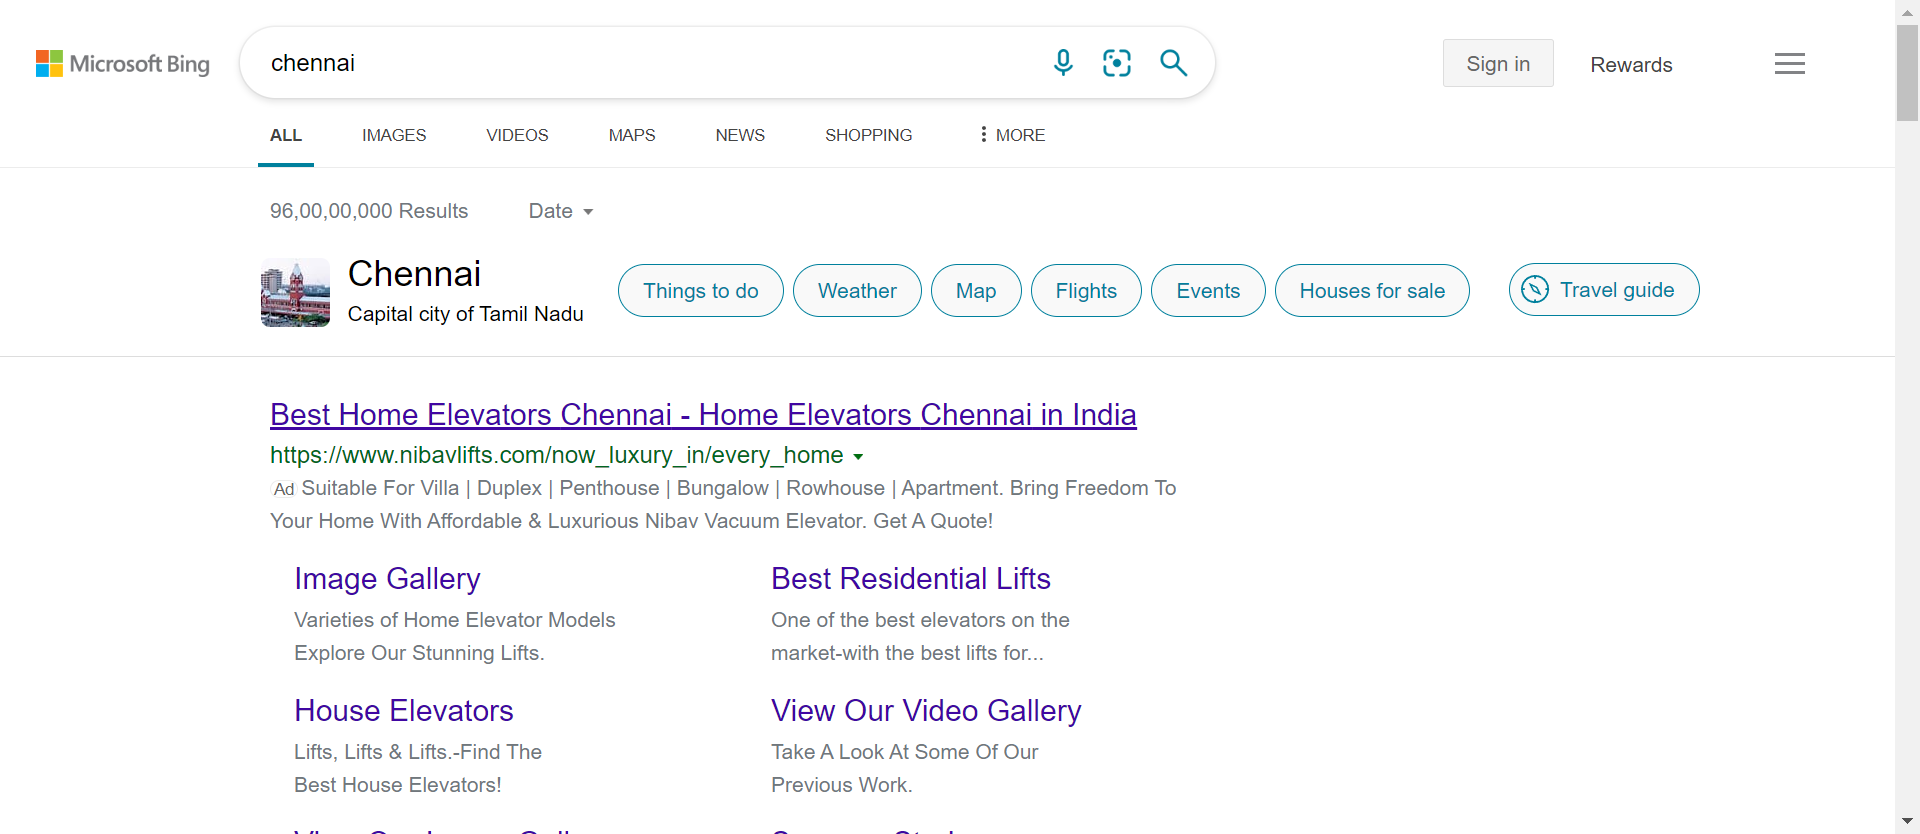 Microsoft Bing
chennai
Sign in
Rewards
ALL
IMAGES
VIDEOS
MAPS
NEWS
SHOPPING
MORE
96,00,00,000 Results
Date
Chennai
Capital city of Tamil Nadu
Things to do
Weather
Map
Flights
Events
Houses for sale
Travel guide
Best Home Elevators Chennai - Home Elevators Chennai in India
https://www.nibavlifts.com/now_luxury_in/every_home
Ad Suitable For Villa | Duplex | Penthouse | Bungalow | Rowhouse | Apartment. Bring Freedom To
Your Home With Affordable & Luxurious Nibav Vacuum Elevator. Get A Quote!
Image Gallery
Varieties of Home Elevator Models
Explore Our Stunning Lifts.
Best Residential Lifts
One of the best elevators on the
market-with the best lifts for...
House Elevators
Lifts, Lifts & Lifts.-Find The
Best House Elevators!
View Our Video Gallery
Take A Look At Some Of Our
Previous Work.